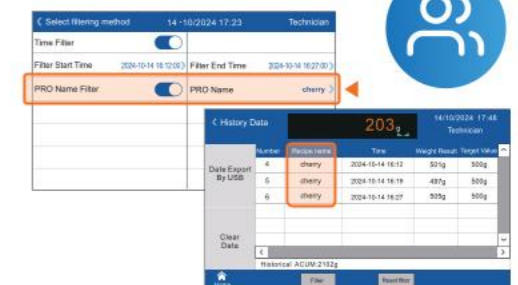 Select filtering method 14-10/2024 17:23 Technician
Time Filter
Filter Start Time 2024-10-14 16:12:00 Filter End Time 2024-10-14 16:27:00
PRO Name Filter PRO Name cherry
History Data 203g 14/10/2024 17:48
Technician
Number Recipe Name Time Weight Result Target Value
4 cherry 2024-10-14 16:12 501g 500g
Date Export
By USB
5 cherry 2024-10-14 16:19 497g 500g
6 cherry 2024-10-14 16:27 505g 500g
Clear
Data
Historical ACUM:2102g
Home Filter Reset filter